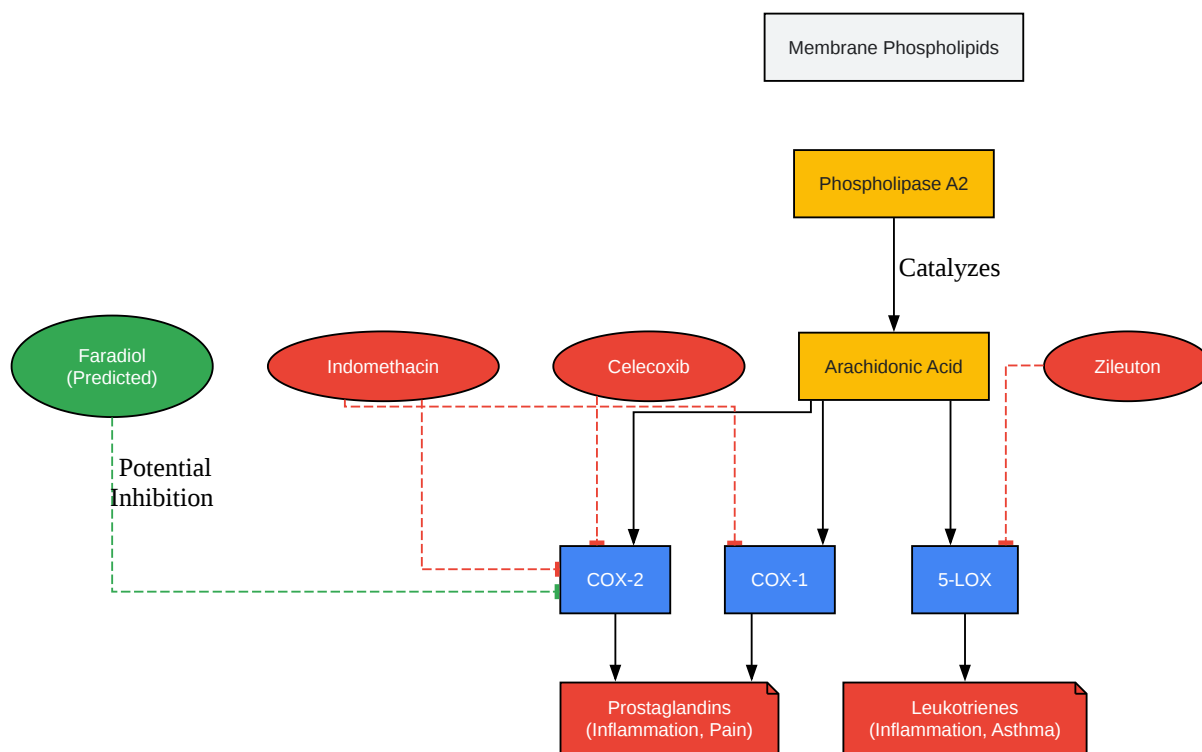 Membrane Phospholipids
Phospholipase A2
Catalyzes
Faradiol
(Predicted)
Indomethacin
Celecoxib
Arachidonic Acid
Zileuton
Potential
Inhibition
COX-2
COX-1
5-LOX
Prostaglandins
(Inflammation, Pain)
Leukotrienes
(Inflammation, Asthma)